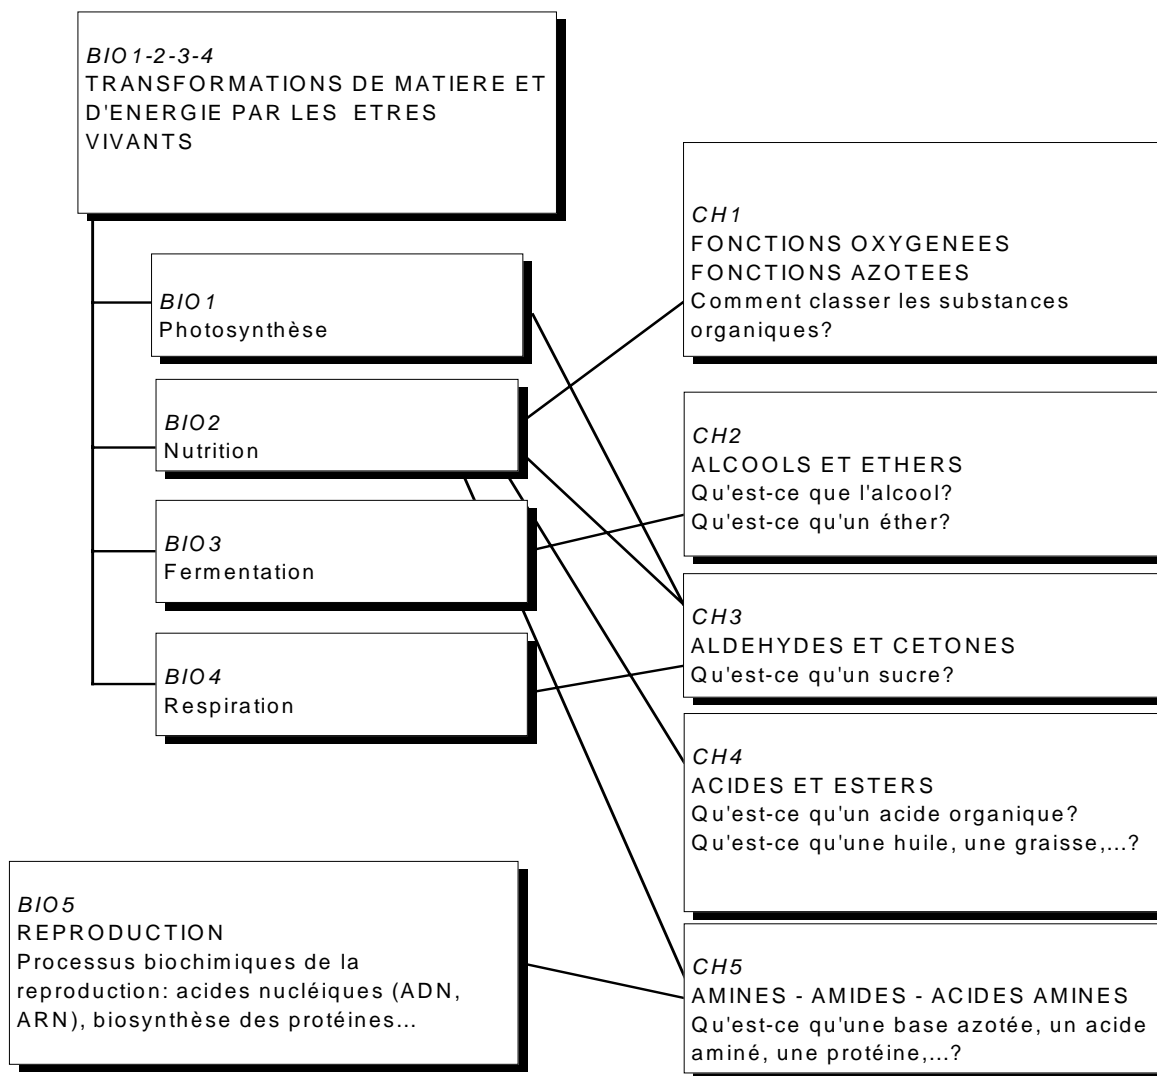 BIO1-2-3-4
TRANSFORMATIONS DE MATIERE ET
D'ENERGIE PAR LES ETRES
VIVANTS
BIO1
Photosynthèse
BIO2
Nutrition
BIO3
Fermentation
BIO4
Respiration
BIO5
REPRODUCTION
Processus biochimiques de la
reproduction: acides nucléiques (ADN,
ARN), biosynthèse des protéines...
CH1
FONCTIONS OXYGENEES
FONCTIONS AZOTEES
Comment classer les substances
organiques?
CH2
ALCOOLS ET ETHERS
Qu'est-ce que l'alcool?
Qu'est-ce qu'un éther?
CH3
ALDEHYDES ET CETONES
Qu'est-ce qu'un sucre?
CH4
ACIDES ET ESTERS
Qu'est-ce qu'un acide organique?
Qu'est-ce qu'une huile, une graisse,...?
CH5
AMINES - AMIDES - ACIDES AMINES
Qu'est-ce qu'une base azotée, un acide
aminé, une protéine,...?